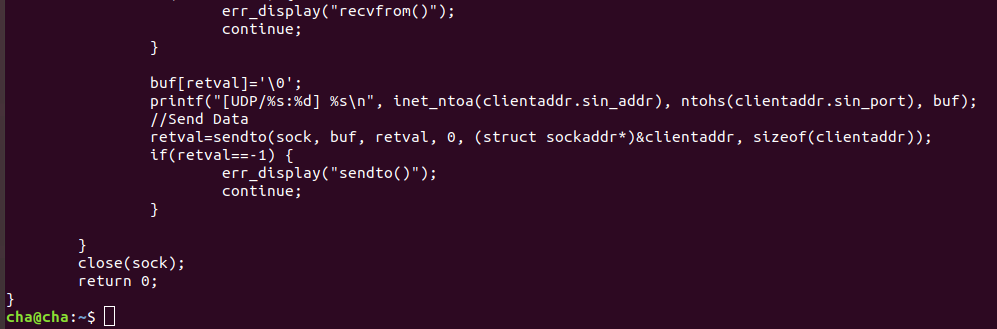 err_display("recvfrom()");
continue;
}
buf[retval]='\0';
printf("[UDP/%s:%d] %s\n", inet_ntoa(clientaddr.sin_addr), ntohs(clientaddr.sin_port), buf);
//Send Data
retval=sendto(sock, buf, retval, 0, (struct sockaddr*)&clientaddr, sizeof(clientaddr));
if(retval==-1) {
err_display("sendto()");
continue;
}
}
close(sock);
return 0;
}
cha@cha:~$